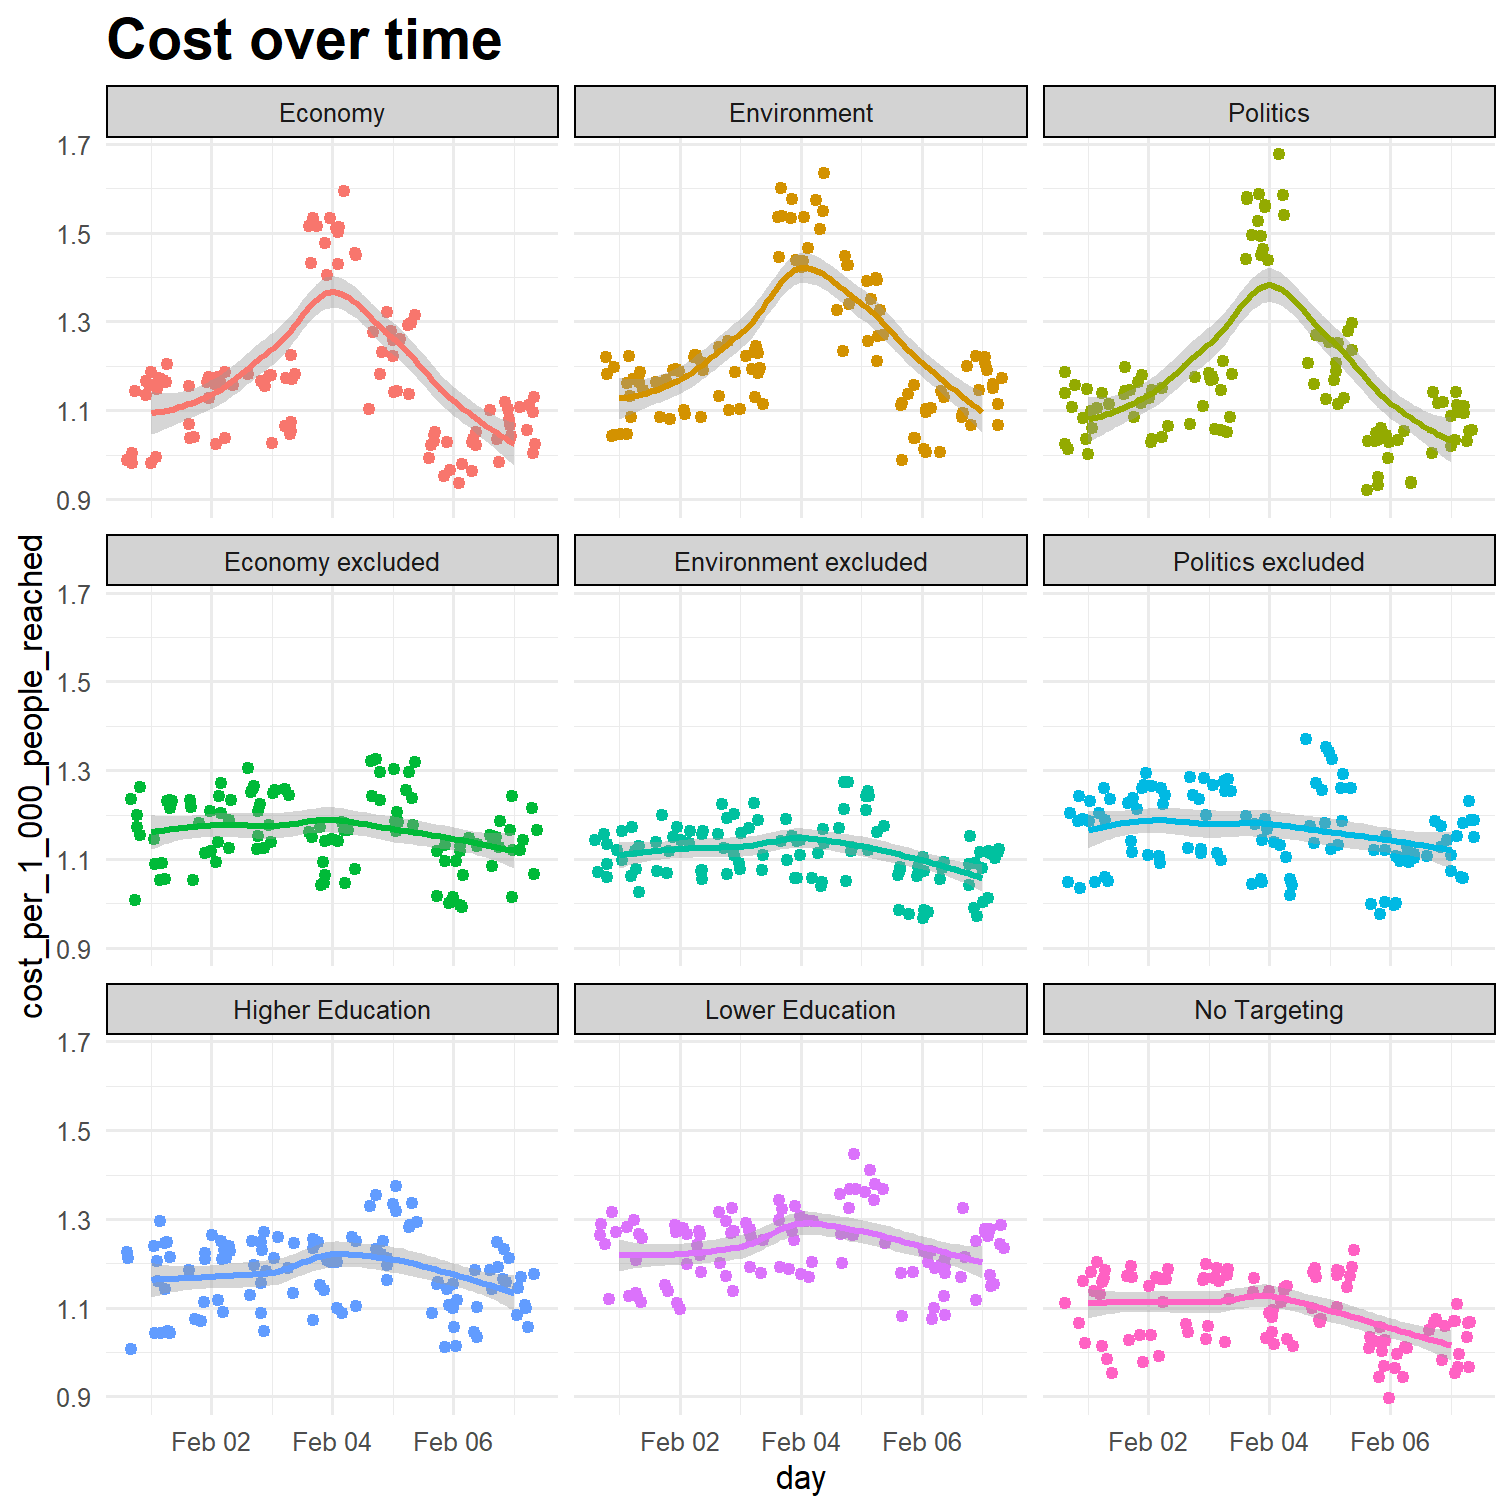 Cost over time
Economy
Environment
Politics
1.7
1.5
1.3
1.1
0.9
Economy excluded
Environment excluded
Politics excluded
1.7
1.5
1.3
1.1
0.9
cost_per_1_000_people_reached
Higher Education
Lower Education
No Targeting
1.7
1.5
1.3
1.1
0.9
Feb 02
Feb 04
Feb 06
Feb 02
Feb 04
Feb 06
Feb 02
Feb 04
Feb 06
day